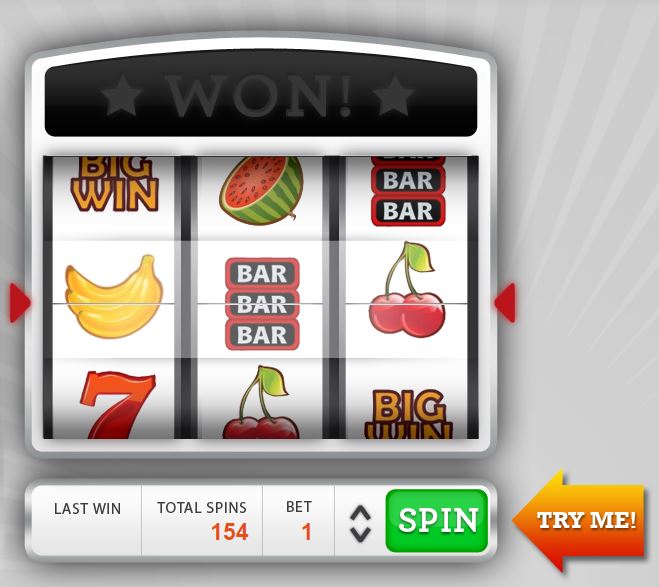 WON!
BIG
WIN
BAR
BAR
BAR
BAR
BAR
BAR
7
BIG
WIN
LAST WIN
TOTAL SPINS
154
BET
1
SPIN
TRY ME!